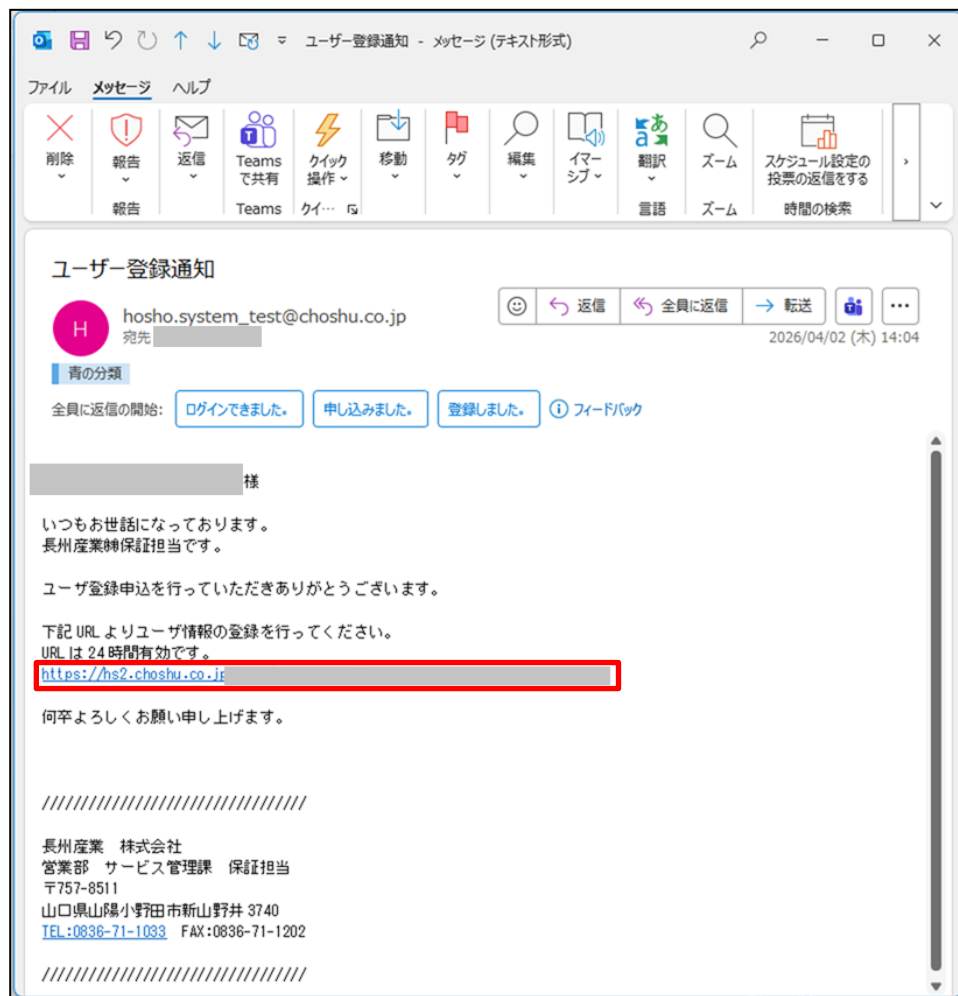 ユーザー登録通知 - メッセージ (テキスト形式)
ファイル メッセージ ヘルプ
削除 報告 返信 Teams で共有 クイック 操作 移動 タグ 編集 イマー シブ 翻訳 ズーム スケジュール設定の 投票の返信をする
報告 Teams クイ… 言語 ズーム 時間の検索
ユーザー登録通知
H
hosho.system_test@choshu.co.jp
宛先
返信 全員に返信 転送
2026/04/02 (木) 14:04
青の分類
全員に返信の開始: ログインできました。 申し込みました。 登録しました。 フィードバック
様
いつもお世話になっております。
長州産業㈱保証担当です。
ユーザ登録申込を行っていただきありがとうございます。
下記 URL よりユーザ情報の登録を行ってください。
URL は 24 時間有効です。
https://hs2.choshu.co.jp
何卒よろしくお願い申し上げます。
//////////////////////////////////
長州産業 株式会社
営業部 サービス管理課 保証担当
〒757-8511
山口県山陽小野田市新山野井 3740
TEL:0836-71-1033 FAX:0836-71-1202
//////////////////////////////////